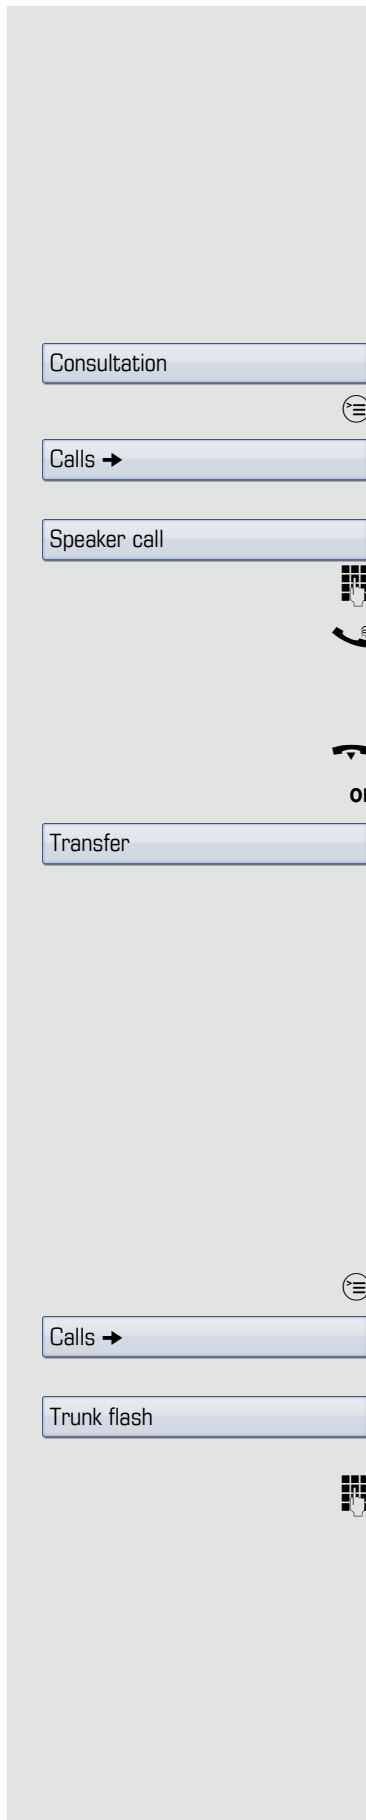 Consultation
Calls →
Speaker call
or
Transfer
Calls →
Trunk flash